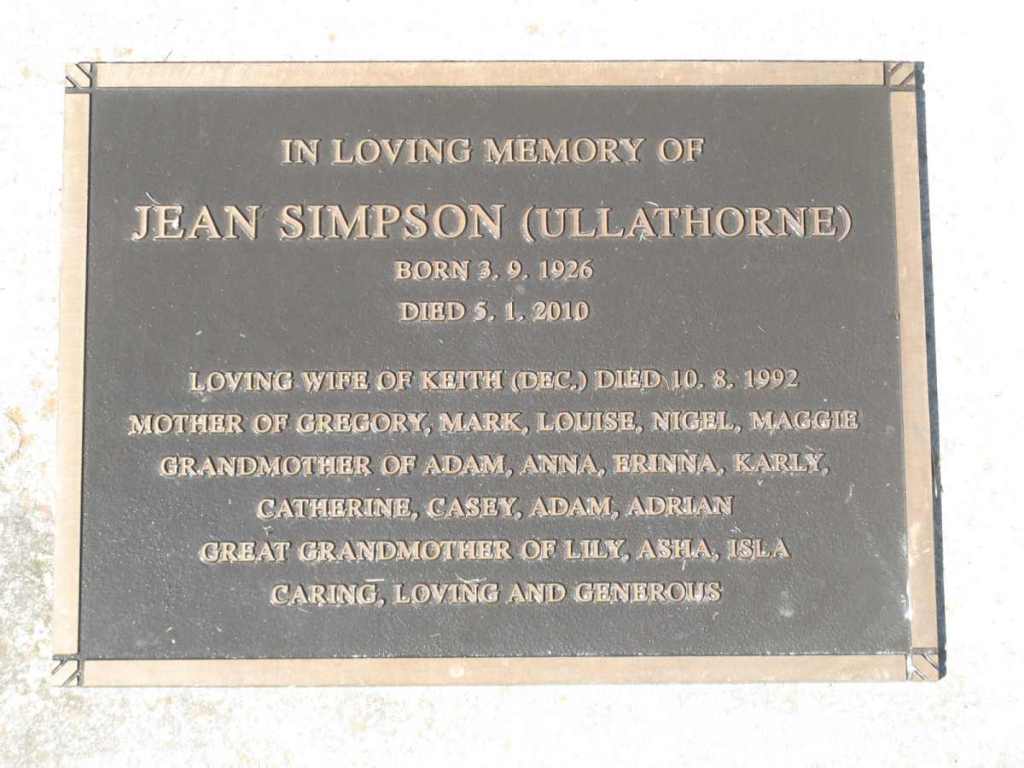 IN LOVING MEMORY OF
JEAN SIMPSON (ULLATHORNE)
BORN 3. 9. 1926
DIED 5. 1. 2010
LOVING WIFE OF KEITH (DEC.) DIED 10. 8. 1992
MOTHER OF GREGORY, MARK, LOUISE, NIGEL, MAGGIE
GRANDMOTHER OF ADAM, ANNA, ERINNA, KARLY,
CATHERINE, CASEY, ADAM, ADRIAN
GREAT GRANDMOTHER OF LILY, ASHA, ISLA
CARING, LOVING AND GENEROUS